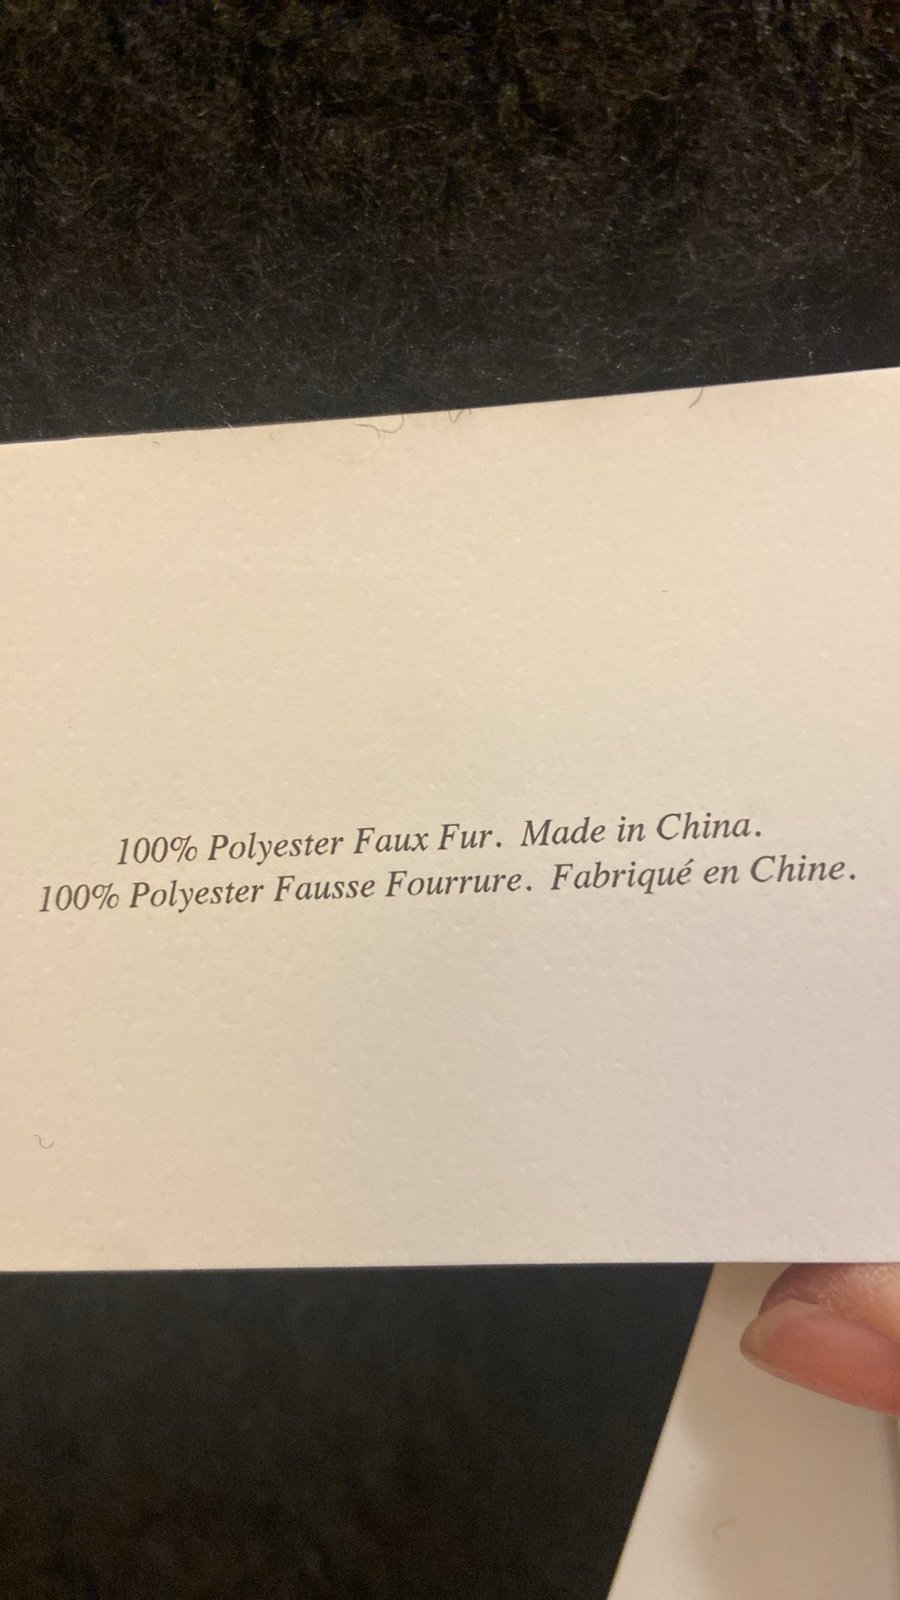 100% Polyester Faux Fur. Made in China.
100% Polyester Fausse Fourrure. Fabriqué en Chine.